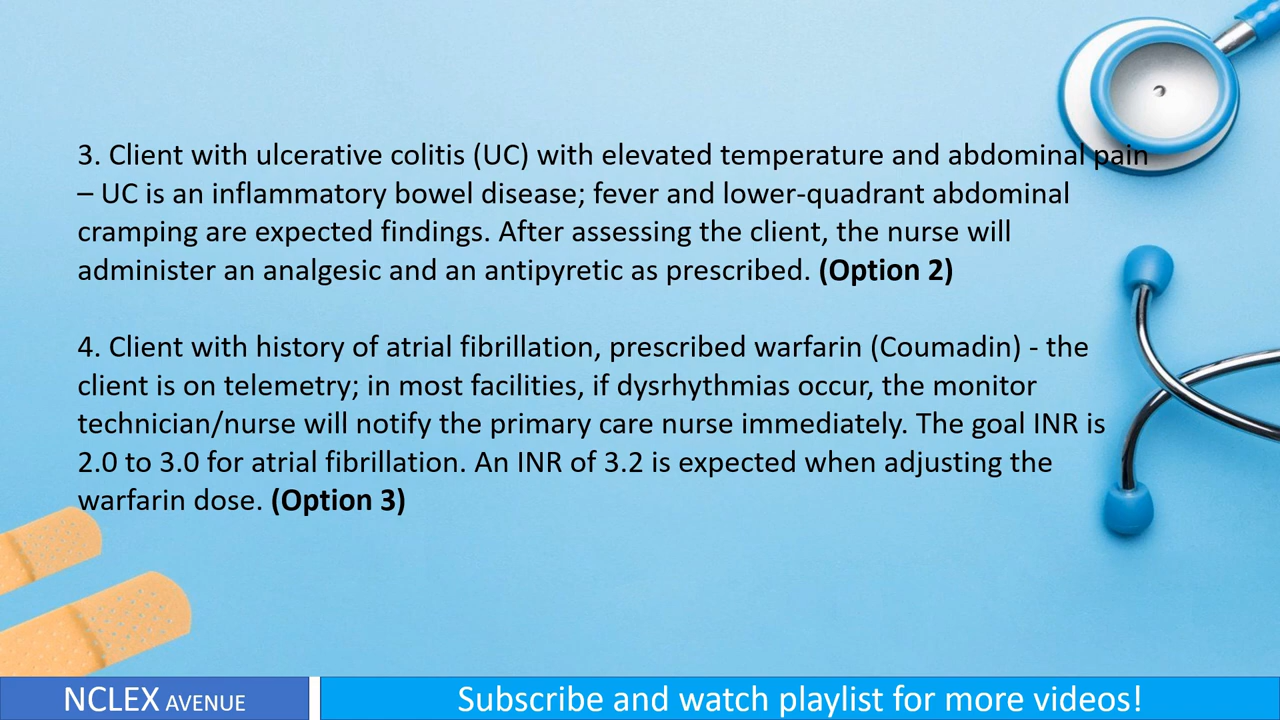 3. Client with ulcerative colitis (UC) with elevated temperature and abdominal pain
– UC is an inflammatory bowel disease; fever and lower-quadrant abdominal
cramping are expected findings. After assessing the client, the nurse will
administer an analgesic and an antipyretic as prescribed. (Option 2)
4. Client with history of atrial fibrillation, prescribed warfarin (Coumadin) - the
client is on telemetry; in most facilities, if dysrhythmias occur, the monitor
technician/nurse will notify the primary care nurse immediately. The goal INR is
2.0 to 3.0 for atrial fibrillation. An INR of 3.2 is expected when adjusting the
warfarin dose. (Option 3)
NCLEX AVENUE
Subscribe and watch playlist for more videos!